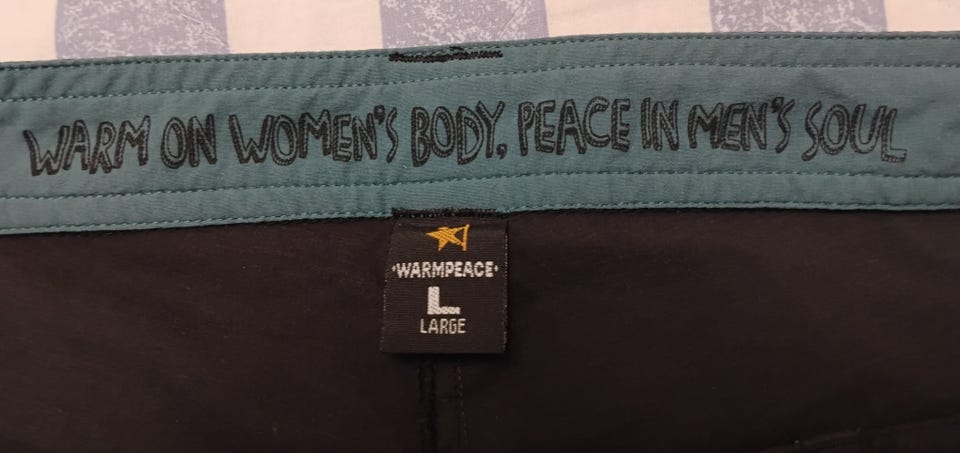 WARM ON WOMEN'S BODY, PEACE IN MEN'S SOUL
·WARMPEACE·
L
LARGE